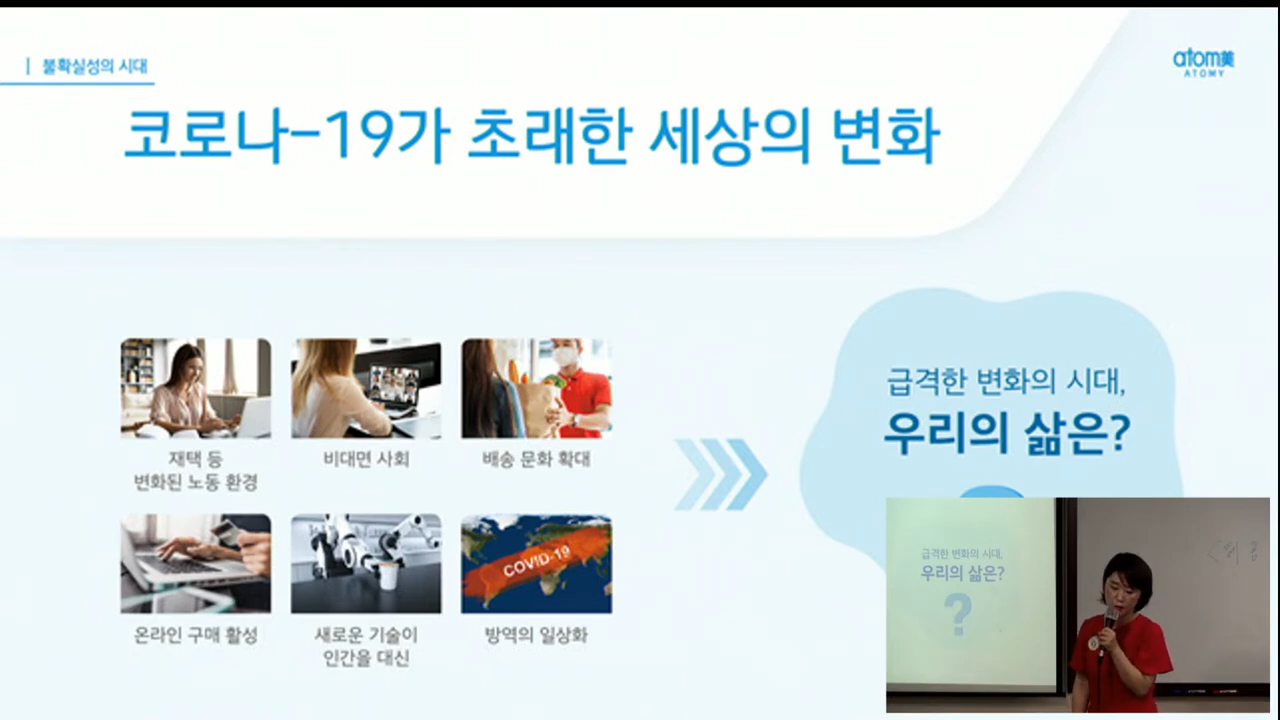 불확실성의 시대
atom美
ATOMY
코로나-19가 초래한 세상의 변화
재택 등
변화된 노동 환경
비대면 사회
배송 문화 확대
COVID-19
온라인 구매 활성
새로운 기술이
인간을 대신
방역의 일상화
급격한 변화의 시대,
우리의 삶은?
급격한 변화의 시대,
우리의 삶은?
?